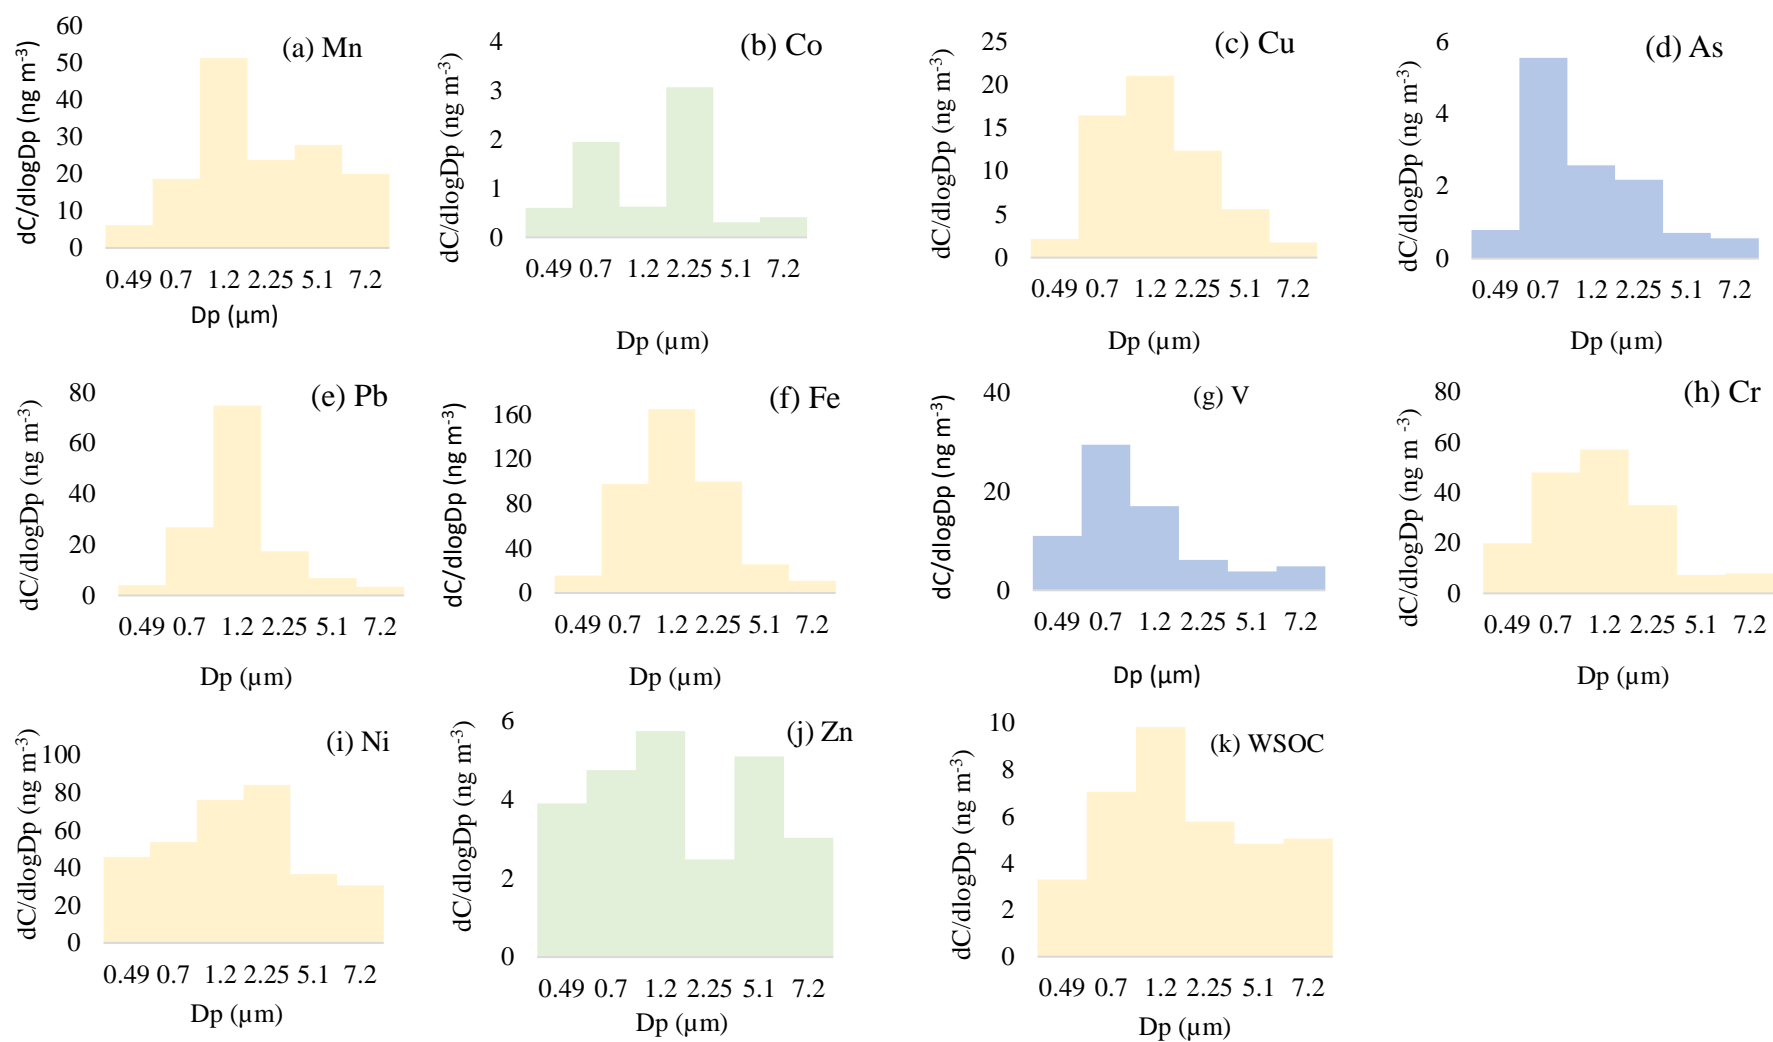 (a) Mn
dC/dlogDp (ng m-3)
60
50
40
30
20
10
0
0.49 0.7 1.2 2.25 5.1 7.2
Dp (µm)
(b) Co
dC/dlogDp (ng m-3)
4
3
2
1
0
0.49 0.7 1.2 2.25 5.1 7.2
Dp (µm)
(c) Cu
dC/dlogDp (ng m-3)
25
20
15
10
5
0
0.49 0.7 1.2 2.25 5.1 7.2
Dp (µm)
(d) As
dC/dlogDp (ng m-3)
6
4
2
0
0.49 0.7 1.2 2.25 5.1 7.2
Dp (µm)
(e) Pb
dC/dlogDp (ng m-3)
80
60
40
20
0
0.49 0.7 1.2 2.25 5.1 7.2
Dp (µm)
(f) Fe
dC/dlogDp (ng m-3)
160
120
80
40
0
0.49 0.7 1.2 2.25 5.1 7.2
Dp (µm)
(g) V
dC/dlogDp (ng m-3)
40
20
0
0.49 0.7 1.2 2.25 5.1 7.2
Dp (µm)
(h) Cr
dC/dlogDp (ng m -3)
80
60
40
20
0
0.49 0.7 1.2 2.25 5.1 7.2
Dp (µm)
(i) Ni
dC/dlogDp (ng m-3)
100
80
60
40
20
0
0.49 0.7 1.2 2.25 5.1 7.2
Dp (µm)
(j) Zn
dC/dlogDp (ng m-3)
6
4
2
0
0.49 0.7 1.2 2.25 5.1 7.2
Dp (µm)
(k) WSOC
dC/dlogDp (ng m-3)
10
8
6
4
2
0
0.49 0.7 1.2 2.25 5.1 7.2
Dp (µm)